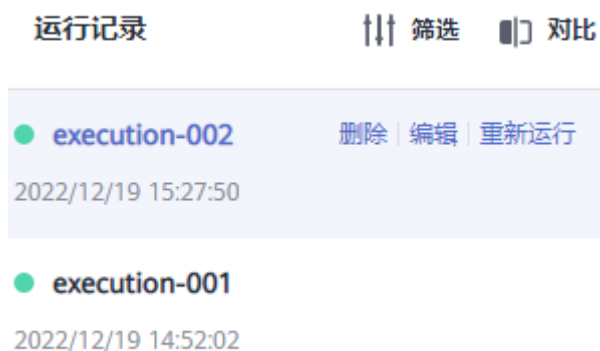 运行记录 筛选 对比
execution-002 删除 编辑 重新运行
2022/12/19 15:27:50
execution-001
2022/12/19 14:52:02